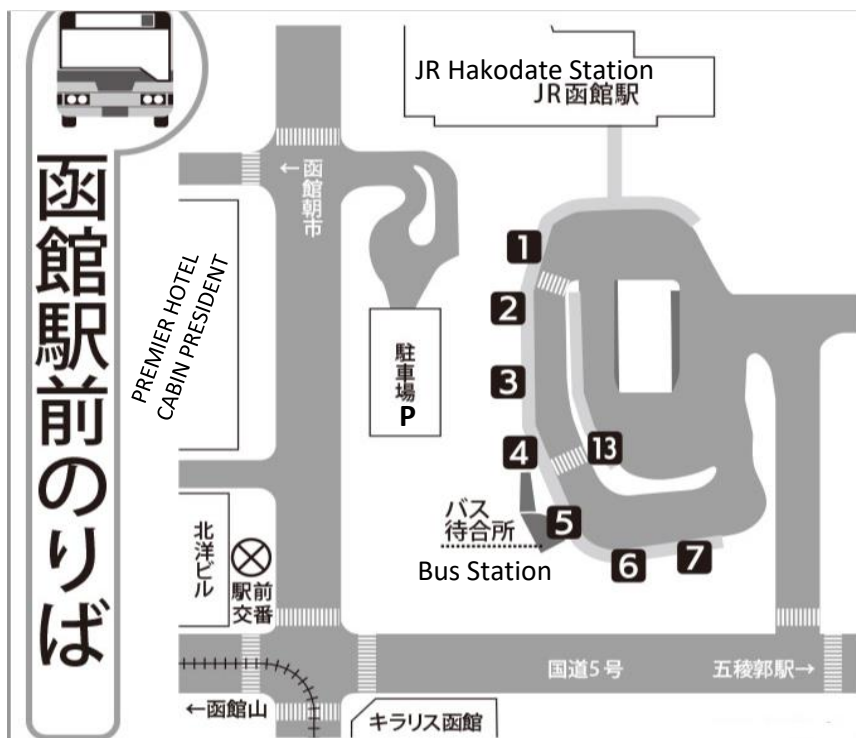 函館駅前のりば
JR Hakodate Station
JR函館駅
←函館朝市
PREMIER HOTEL
CABIN PRESIDENT
駐車場
P
1
2
3
4
13
5
6
7
バス
待合所
Bus Station
北洋ビル
駅前
交番
国道5号
五稜郭駅→
←函館山
キラリス函館